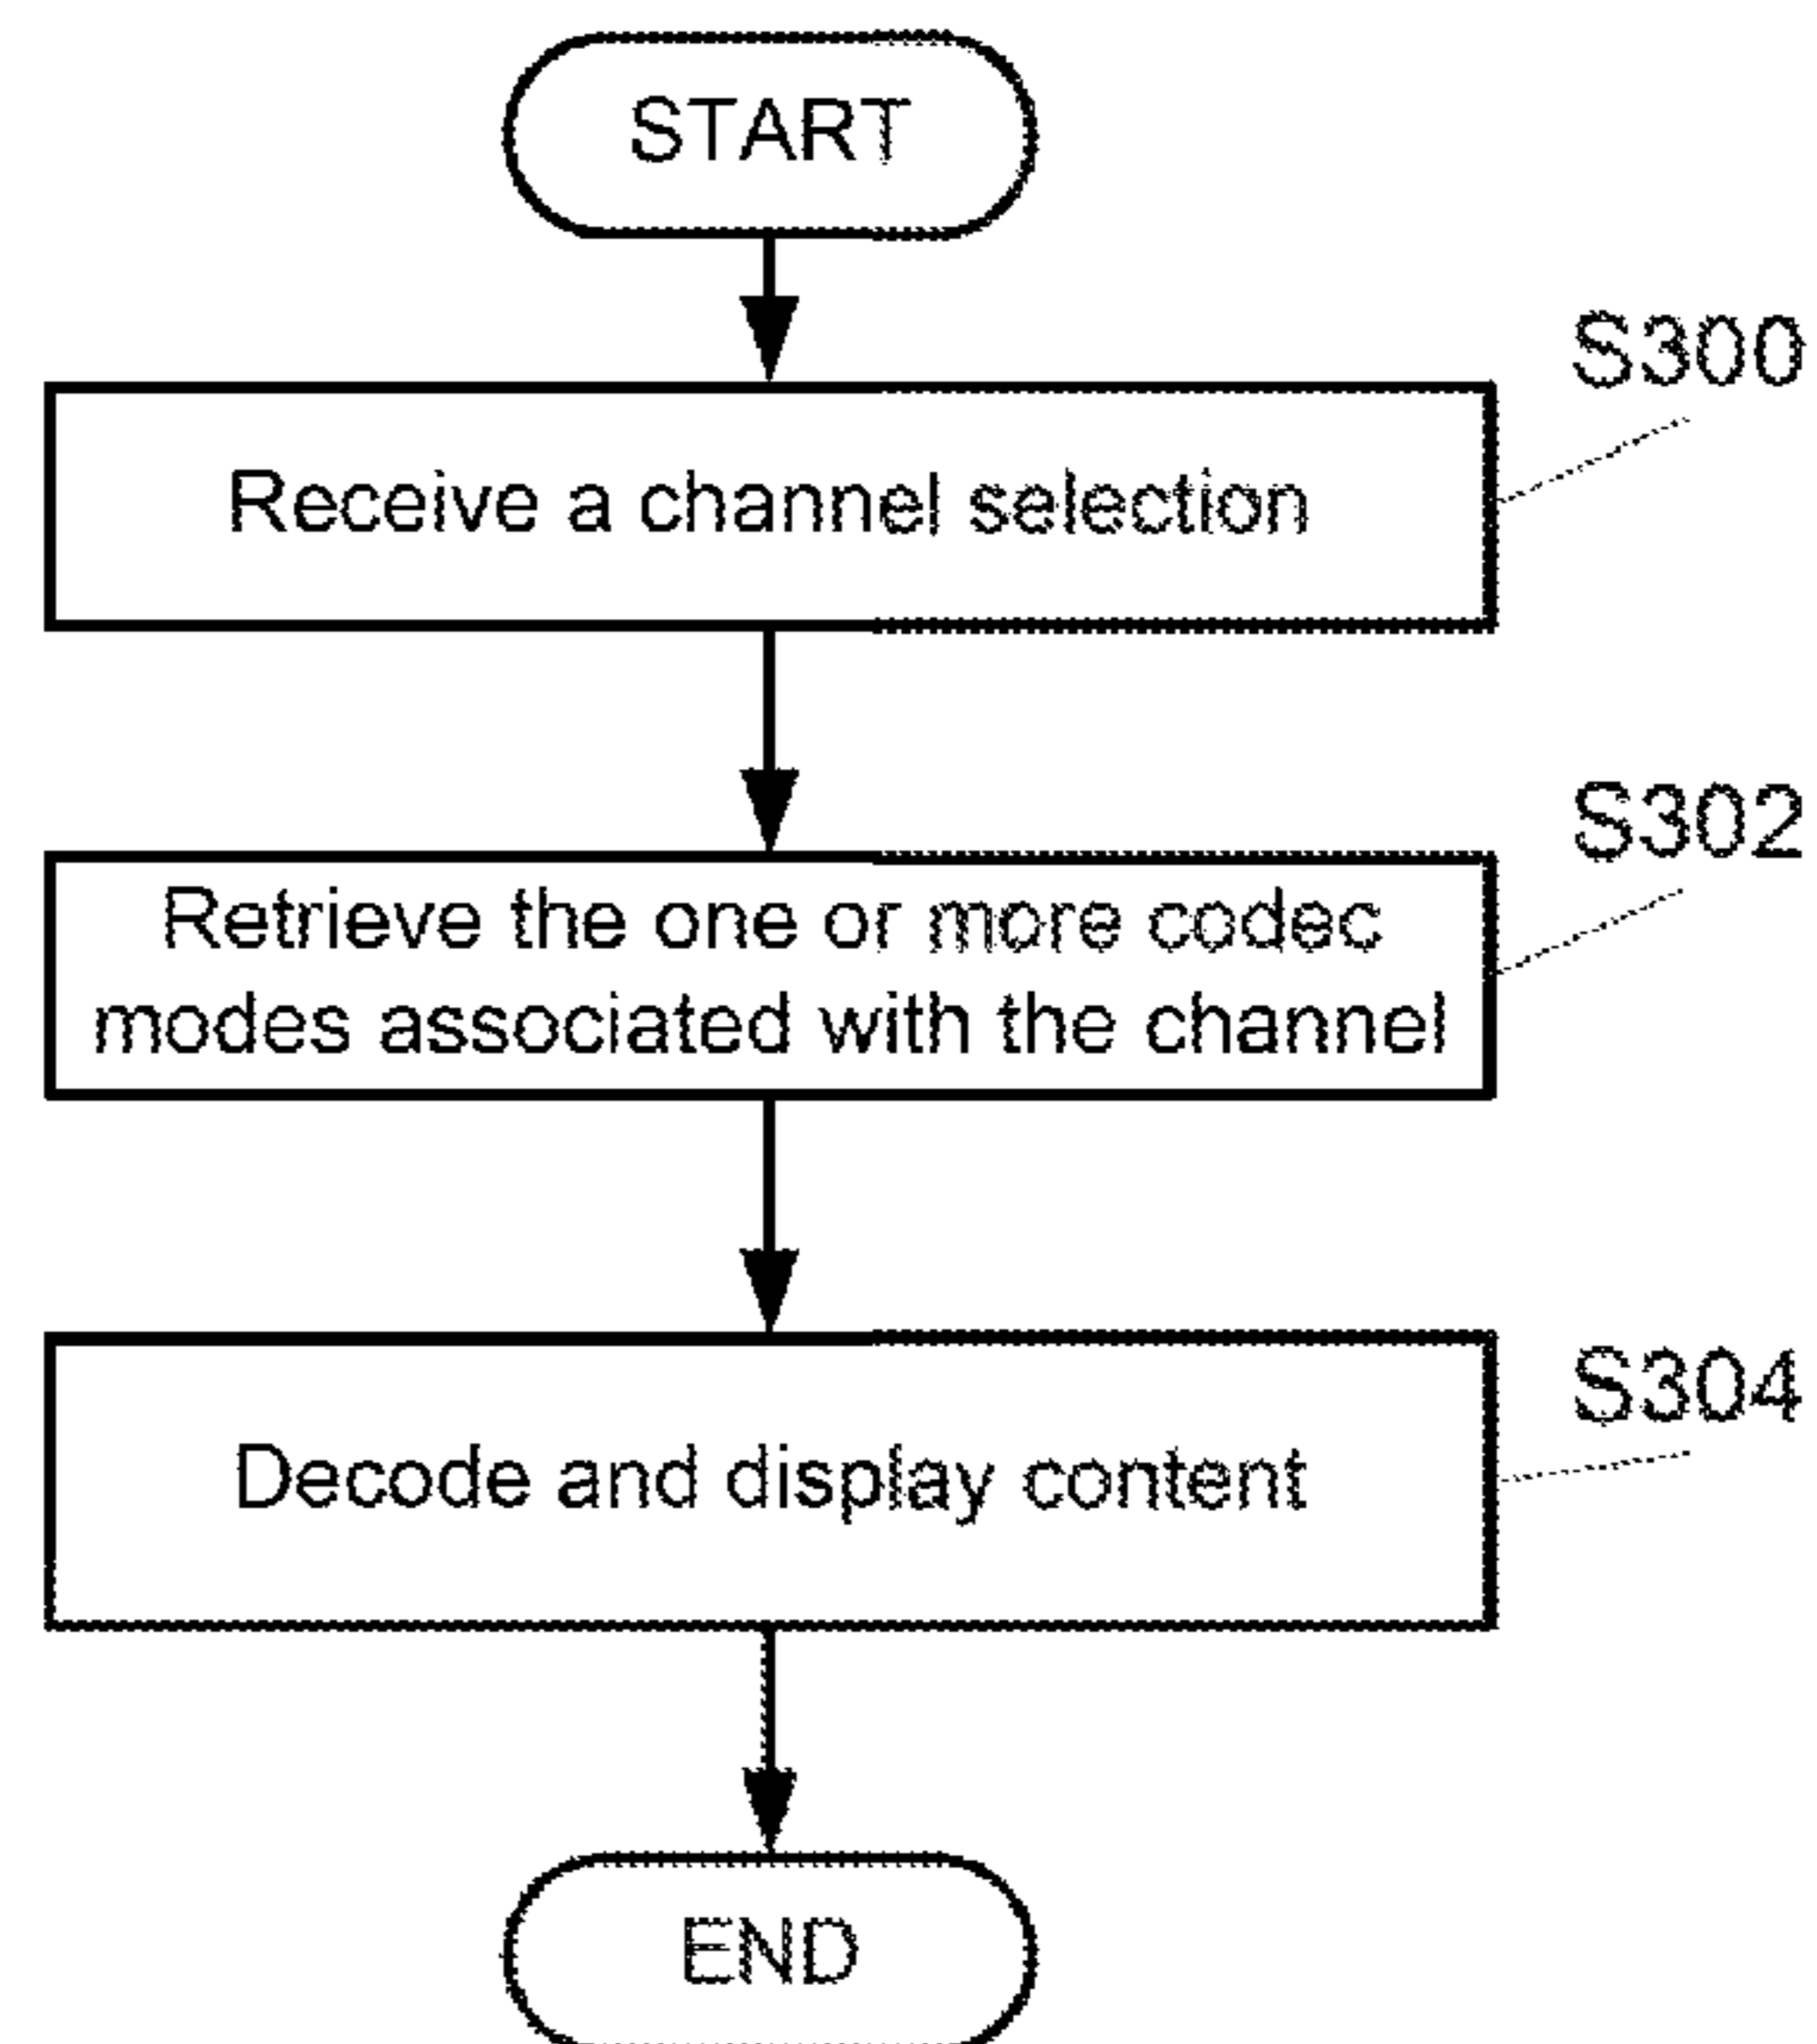 START
S300
Receive a channel selection
S302
Retrieve the one or more codec
modes associated with the channel
S304
Decode and display content
END